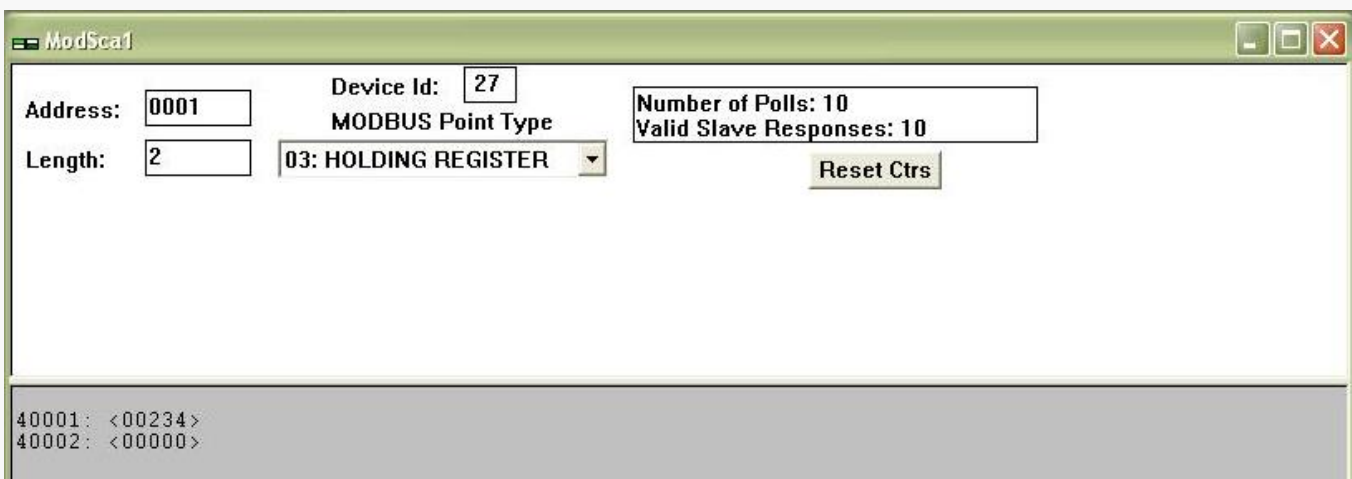 ModSca1
Address: 0001
Device Id: 27
MODBUS Point Type
Length: 2
03: HOLDING REGISTER
Number of Polls: 10
Valid Slave Responses: 10
Reset Ctrs
40001: <00234>
40002: <00000>